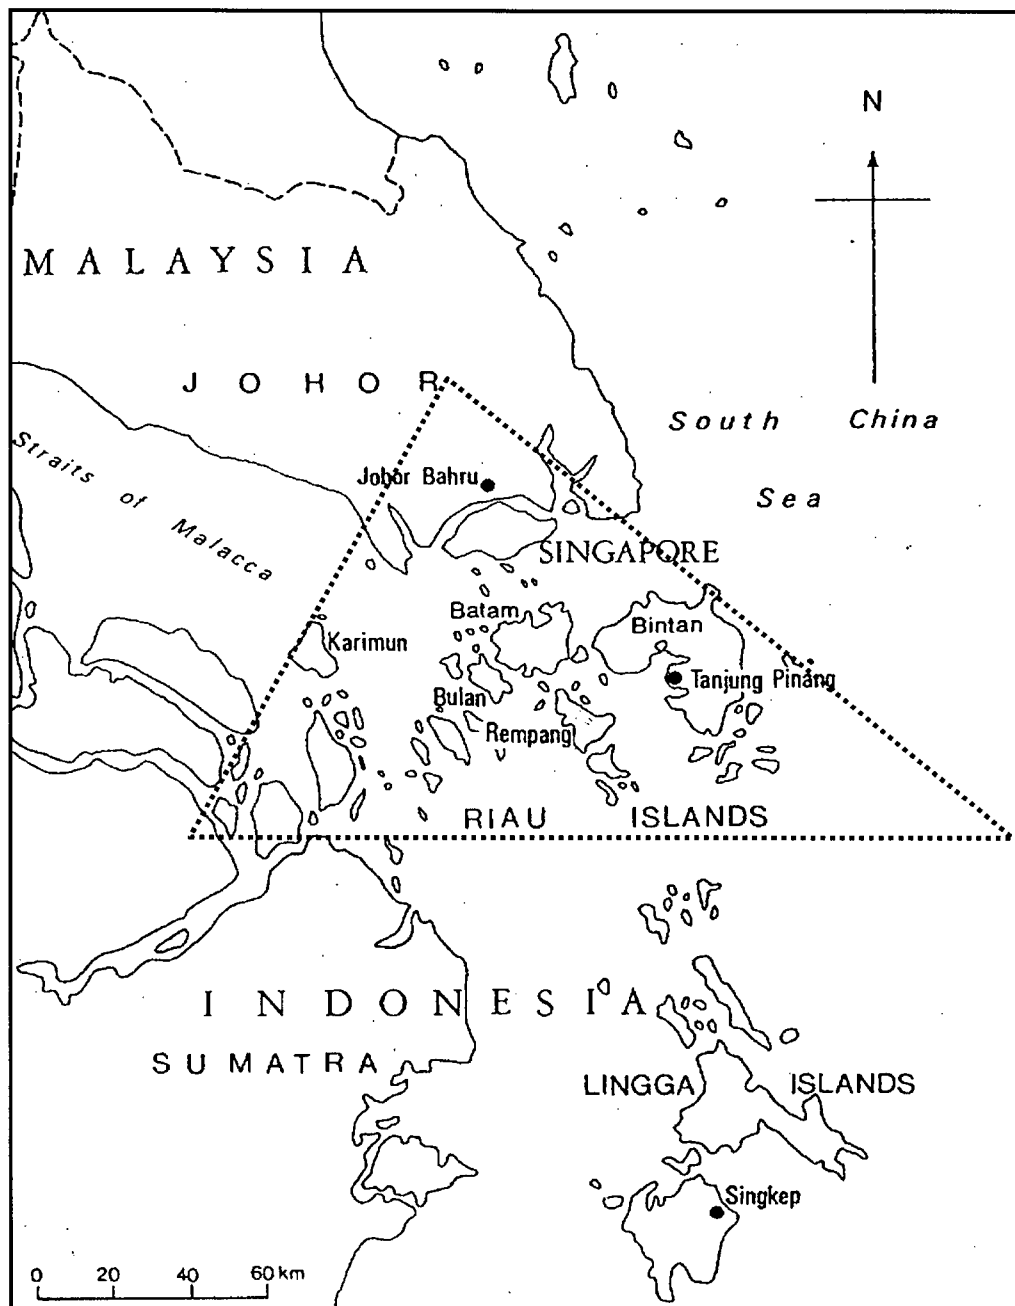 N
MALAYSIA
JOHOR
South China
Sea
Straits of Malacca
Johor Bahru
SINGAPORE
Batam
Bintan
Karimun
Tanjung Pinang
Bulan
Rempang
RIAU ISLANDS
INDONESIA
SUMATRA
LINGGA ISLANDS
Singkep
0 20 40 60 km